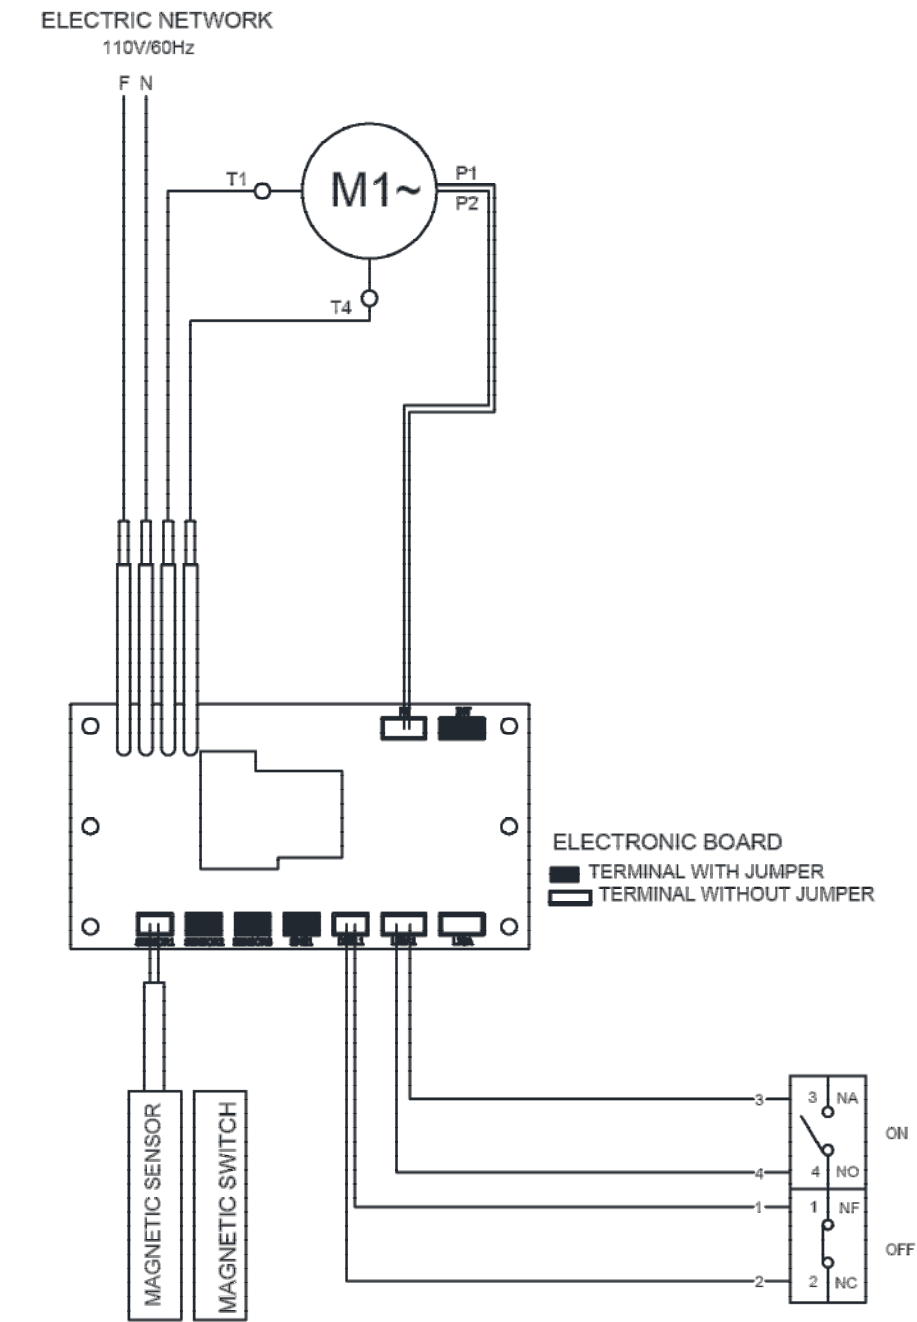 ELECTRIC NETWORK
110V/60Hz
F N
T1
M1~
P1
P2
T4
ELECTRONIC BOARD
TERMINAL WITH JUMPER
TERMINAL WITHOUT JUMPER
MAGNETIC SENSOR
MAGNETIC SWITCH
3 3 NA
ON
4 4 NO
1 1 NF
OFF
2 2 NC